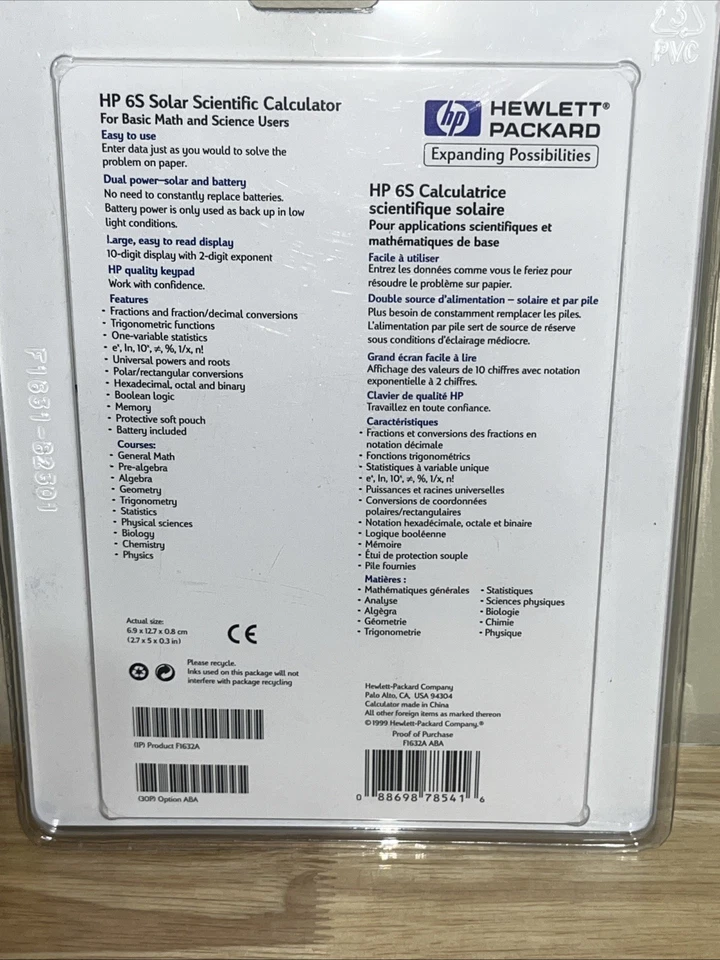 3
PVC
HP 6S Solar Scientific Calculator
For Basic Math and Science Users
Easy to use
Enter data just as you would to solve the
problem on paper.
Dual power—solar and battery
No need to constantly replace batteries.
Battery power is only used as back up in low
light conditions.
Large, easy to read display
10-digit display with 2-digit exponent
HP quality keypad
Work with confidence.
Features
- Fractions and fraction/decimal conversions
- Trigonometric functions
- One-variable statistics
- eˣ, ln, 10ˣ, ≠, %, 1/x, n!
- Universal powers and roots
- Polar/rectangular conversions
- Hexadecimal, octal and binary
- Boolean logic
- Memory
- Protective soft pouch
- Battery included
Courses:
- General Math
- Pre-algebra
- Algebra
- Geometry
- Trigonometry
- Statistics
- Physical sciences
- Biology
- Chemistry
- Physics
Actual size:
6.9 x 12.7 x 0.8 cm
(2.7 x 5 x 0.3 in)
CE
Please recycle.
Inks used on this package will not
interfere with package recycling
(1P) Product F1632A
(30P) Option ABA
hp HEWLETT®
PACKARD
Expanding Possibilities
HP 6S Calculatrice
scientifique solaire
Pour applications scientifiques et
mathématiques de base
Facile à utiliser
Entrez les données comme vous le feriez pour
résoudre le problème sur papier.
Double source d'alimentation – solaire et par pile
Plus besoin de constamment remplacer les piles.
L'alimentation par pile sert de source de réserve
sous conditions d'éclairage médiocre.
Grand écran facile à lire
Affichage des valeurs de 10 chiffres avec notation
exponentielle à 2 chiffres.
Clavier de qualité HP
Travaillez en toute confiance.
Caractéristiques
- Fractions et conversions des fractions en
notation décimale
- Fonctions trigonométrics
- Statistiques à variable unique
- eˣ, ln, 10ˣ, ≠, %, 1/x, n!
- Puissances et racines universelles
- Conversions de coordonnées
polaires/rectangulaires
- Notation hexadécimale, octale et binaire
- Logique booléenne
- Mémoire
- Étui de protection souple
- Pile fournies
Matières :
- Mathématiques générales - Statistiques
- Analyse - Sciences physiques
- Algègra - Biologie
- Géometrie - Chimie
- Trigonometrie - Physique
Hewlett-Packard Company
Palo Alto, CA, USA 94304
Calculator made in China
All other foreign items as marked thereon
©1999 Hewlett-Packard Company.®
Proof of Purchase
F1632A ABA
0 88698 78541 6